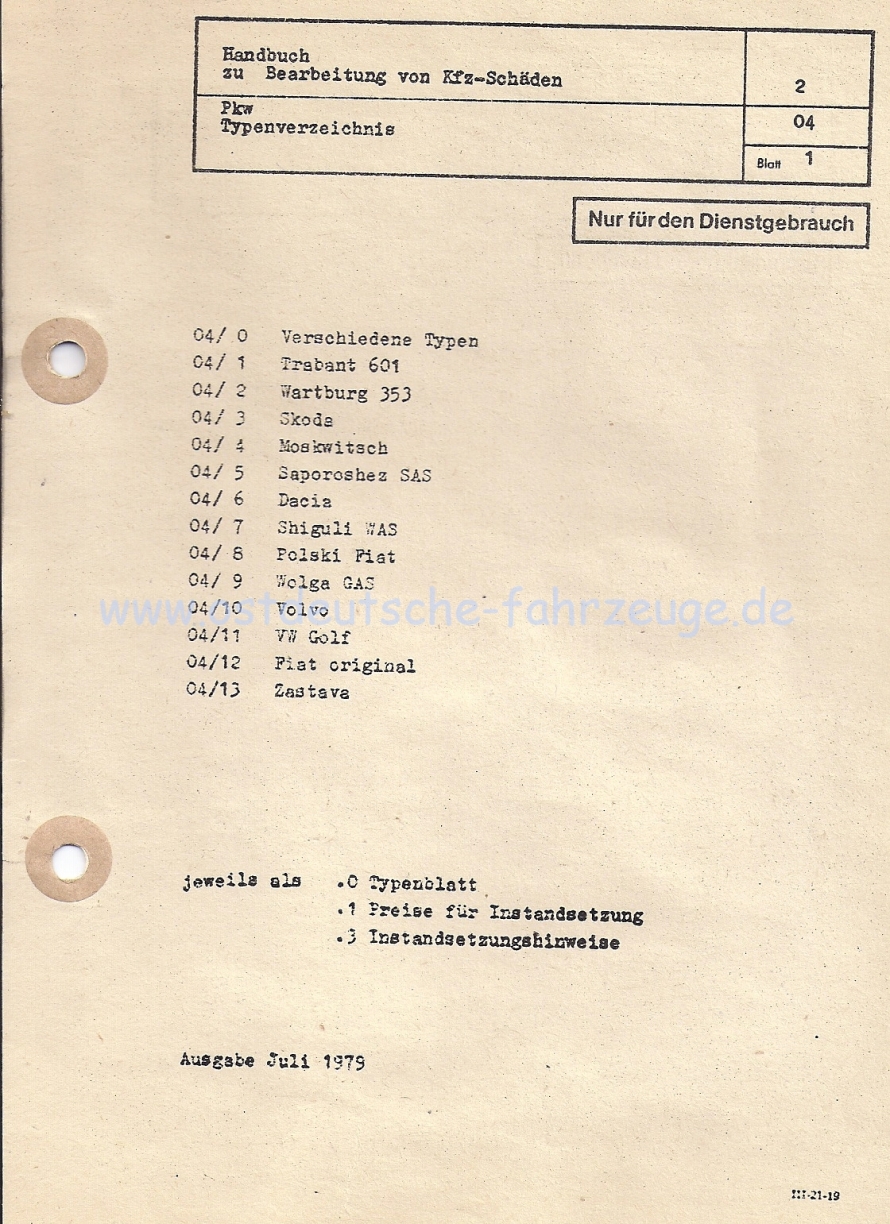 Handbuch
zu Bearbeitung von Kfz-Schäden
2
Pkw
Typenverzeichnis
04
Blatt 1
Nur für den Dienstgebrauch
04/ 0 Verschiedene Typen
04/ 1 Trabant 601
04/ 2 Wartburg 353
04/ 3 Skoda
04/ 4 Moskwitsch
04/ 5 Saporoshez SAS
04/ 6 Dacia
04/ 7 Shiguli WAS
04/ 8 Polski Fiat
04/ 9 Wolga GAS
04/10 Volvo
www.ostdeutsche-fahrzeuge.de
04/11 VW Golf
04/12 Fiat original
04/13 Zastava
jeweils als .0 Typenblatt
.1 Preise für Instandsetzung
.3 Instandsetzungshinweise
Ausgabe Juli 1979
III-21-19